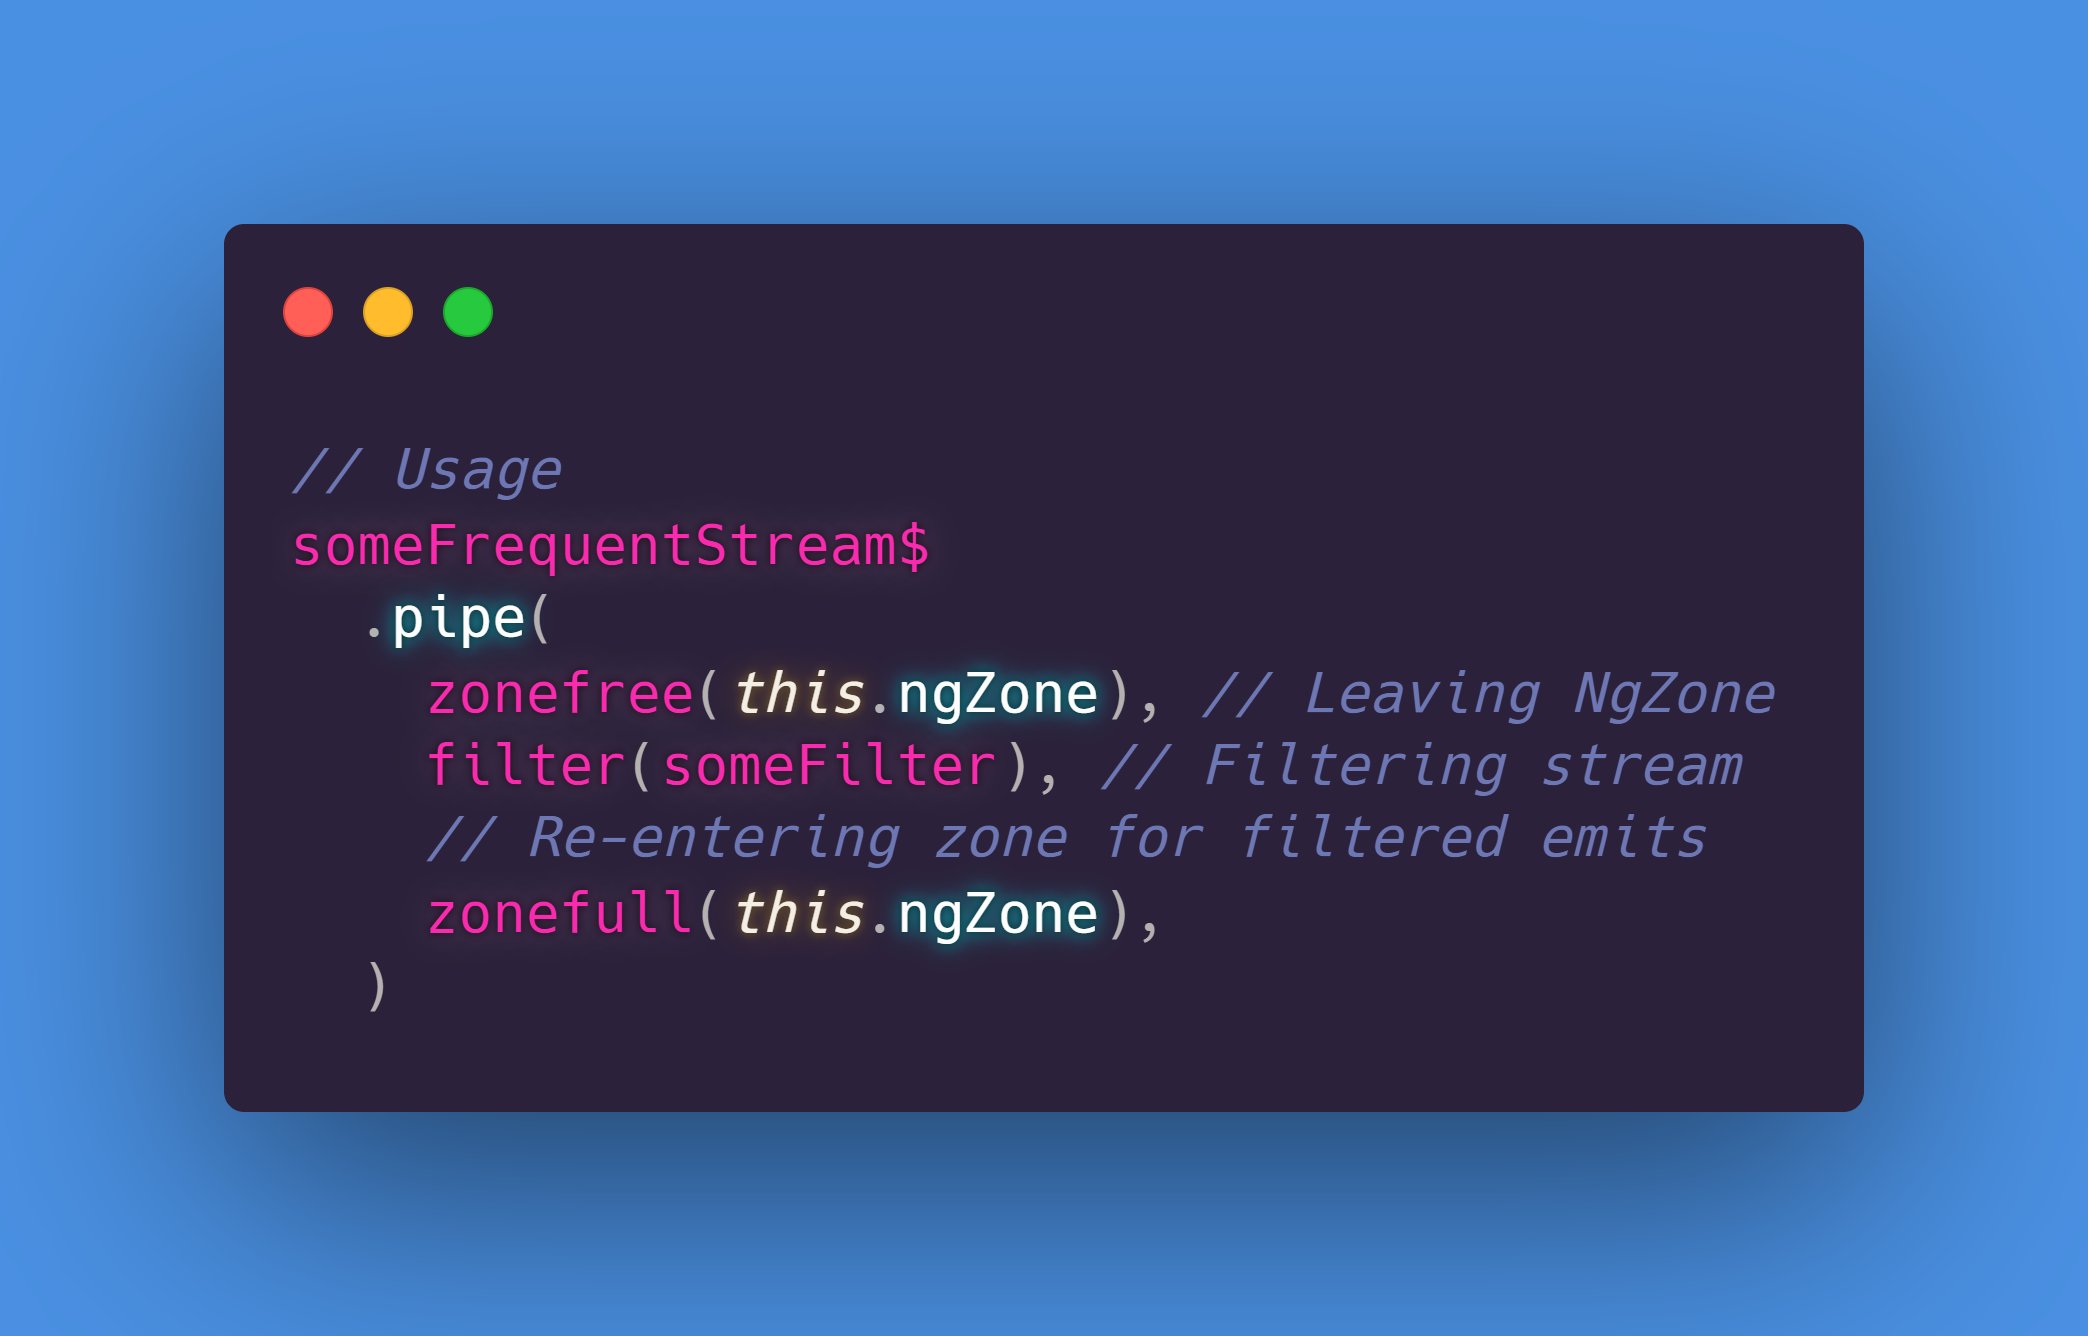 // Usage
someFrequentStream$
  .pipe(
    zonefree(this.ngZone), // Leaving NgZone
    filter(someFilter), // Filtering stream
    // Re-entering zone for filtered emits
    zonefull(this.ngZone),
  )